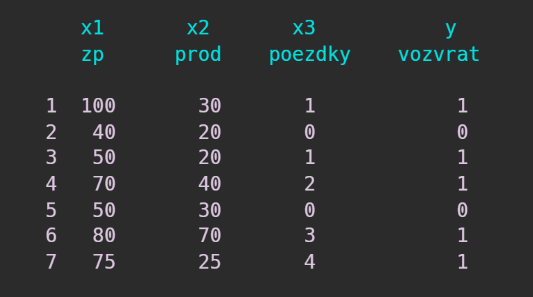 x1 x2 x3 y
zp prod poezdky vozvrat
1 100 30 1 1
2 40 20 0 0
3 50 20 1 1
4 70 40 2 1
5 50 30 0 0
6 80 70 3 1
7 75 25 4 1